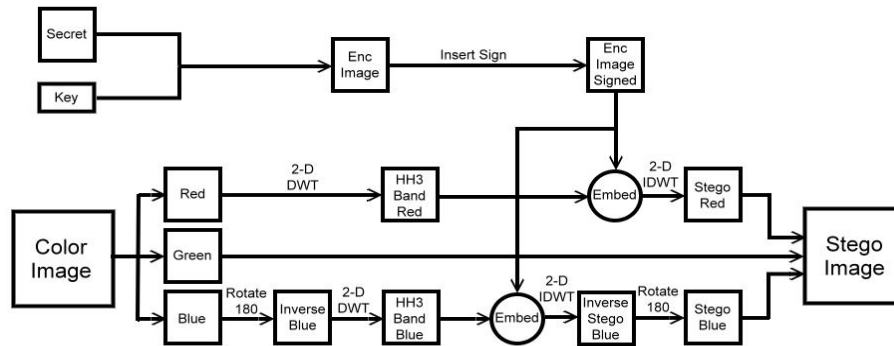 Secret
Key
Enc
Image
Insert Sign
Enc
Image
Signed
Color
Image
Red
2-D
DWT
HH3
Band
Red
Embed
2-D
IDWT
Stego
Red
Green
Stego
Image
Blue
Rotate
180
Inverse
Blue
2-D
DWT
HH3
Band
Blue
Embed
2-D
IDWT
Inverse
Stego
Blue
Rotate
180
Stego
Blue